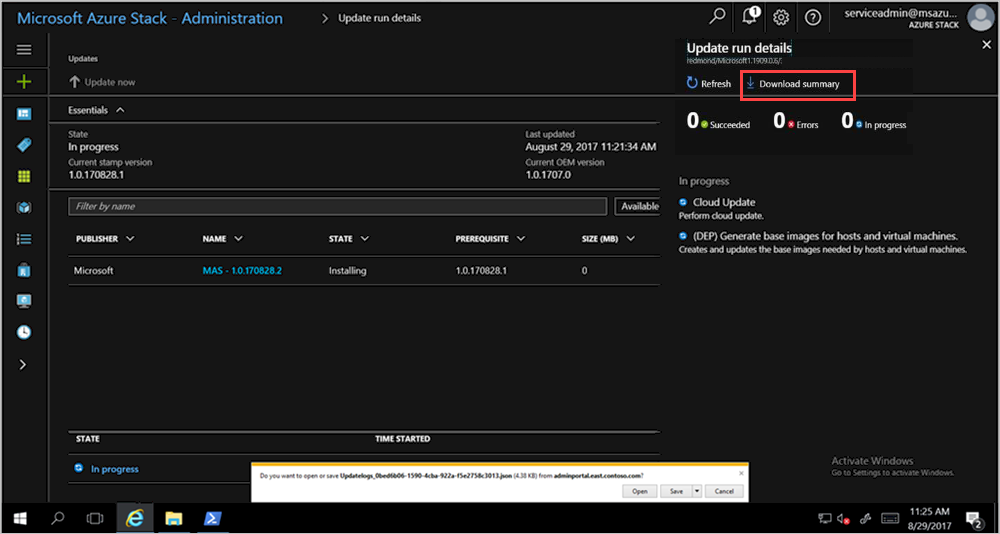 Microsoft Azure Stack - Administration > Update run details
1
serviceadmin@msazu...
AZURE STACK
Updates
Update now
Essentials
State
In progress
Current stamp version
1.0.170828.1
Last updated
August 29, 2017 11:21:34 AM
Current OEM version
1.0.1707.0
Filter by name
Available
PUBLISHER NAME STATE PREREQUISITE SIZE (MB)
Microsoft MAS - 1.0.170828.2 Installing 1.0.170828.1 0
STATE TIME STARTED
In progress
Update run details
redmond/Microsoft1.1909.0.6/
Refresh Download summary
0 Succeeded 0 Errors 0 In progress
In progress
Cloud Update
Perform cloud update.
(DEP) Generate base images for hosts and virtual machines.
Creates and updates the base images needed by hosts and virtual machines.
Activate Windows
Go to Settings to activate Windows.
Do you want to open or save Updatelogs_0bed6b06-1590-4cba-922a-f5e2758c3013.json (4.38 KB) from adminportal.east.contoso.com?
Open Save Cancel
11:25 AM
8/29/2017
2